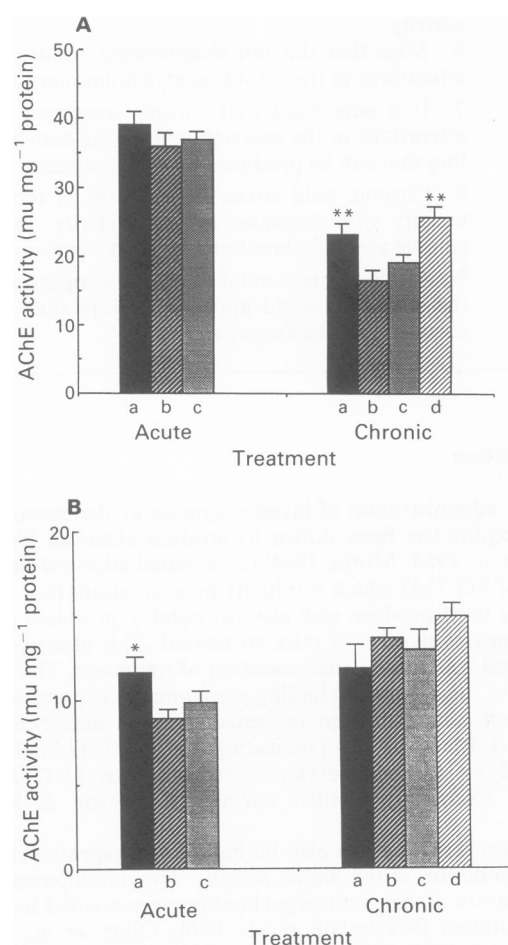 A
AChE activity (mu mg⁻¹ protein)
50
40
30
20
10
0
**
**
a b c
a b c d
Acute
Chronic
Treatment
B
AChE activity (mu mg⁻ protein)
20
10
0
*
a b c
a b c d
Acute
Chronic
Treatment